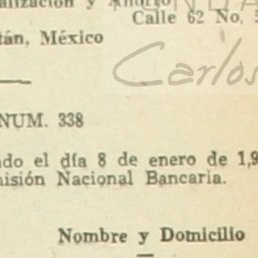 Calle 62 No.
tán, México
Carlos
NUM. 338
do el día 8 de enero de 1,9
isión Nacional Bancaria.
Nombre y Domicilio